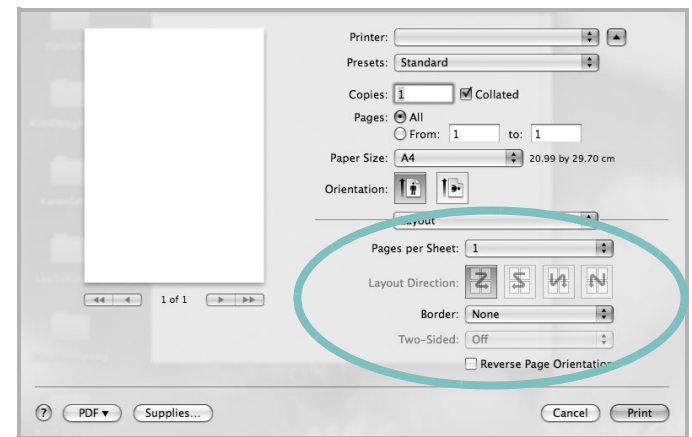 Printer:
Presets: Standard
Copies: 1 Collated
Pages: All
From: 1 to: 1
Paper Size: A4 20.99 by 29.70 cm
Orientation:
Layout
Pages per Sheet: 1
Layout Direction:
1 of 1
Border: None
Two-Sided: Off
Reverse Page Orientation
? PDF Supplies... Cancel Print